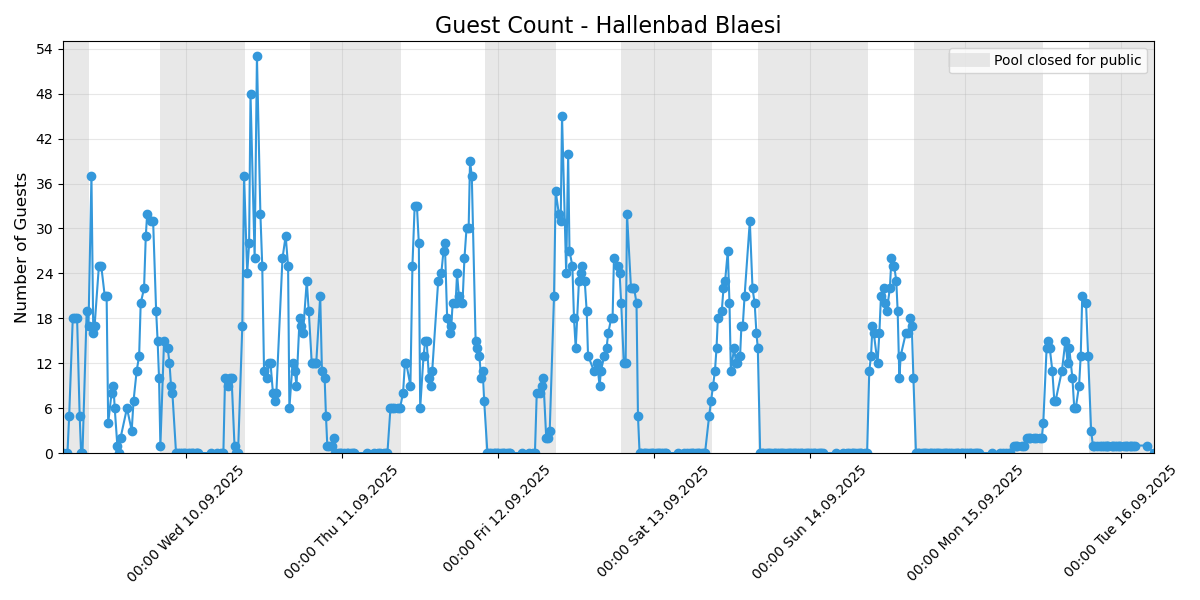 Guest Count - Hallenbad Blaesi
Pool closed for public
Number of Guests
54
48
42
36
30
24
18
12
6
0
00:00 Wed 10.09.2025
00:00 Thu 11.09.2025
00:00 Fri 12.09.2025
00:00 Sat 13.09.2025
00:00 Sun 14.09.2025
00:00 Mon 15.09.2025
00:00 Tue 16.09.2025